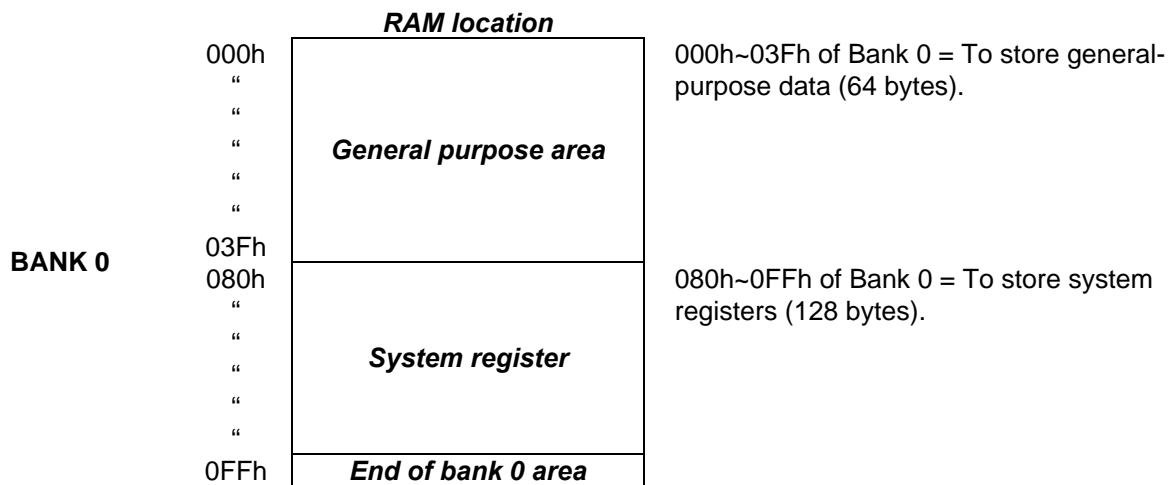 RAM location
000h
“
“
“
“
“
03Fh
General purpose area
000h~03Fh of Bank 0 = To store general-
purpose data (64 bytes).
BANK 0
080h
“
“
“
“
“
System register
080h~0FFh of Bank 0 = To store system
registers (128 bytes).
0FFh
End of bank 0 area